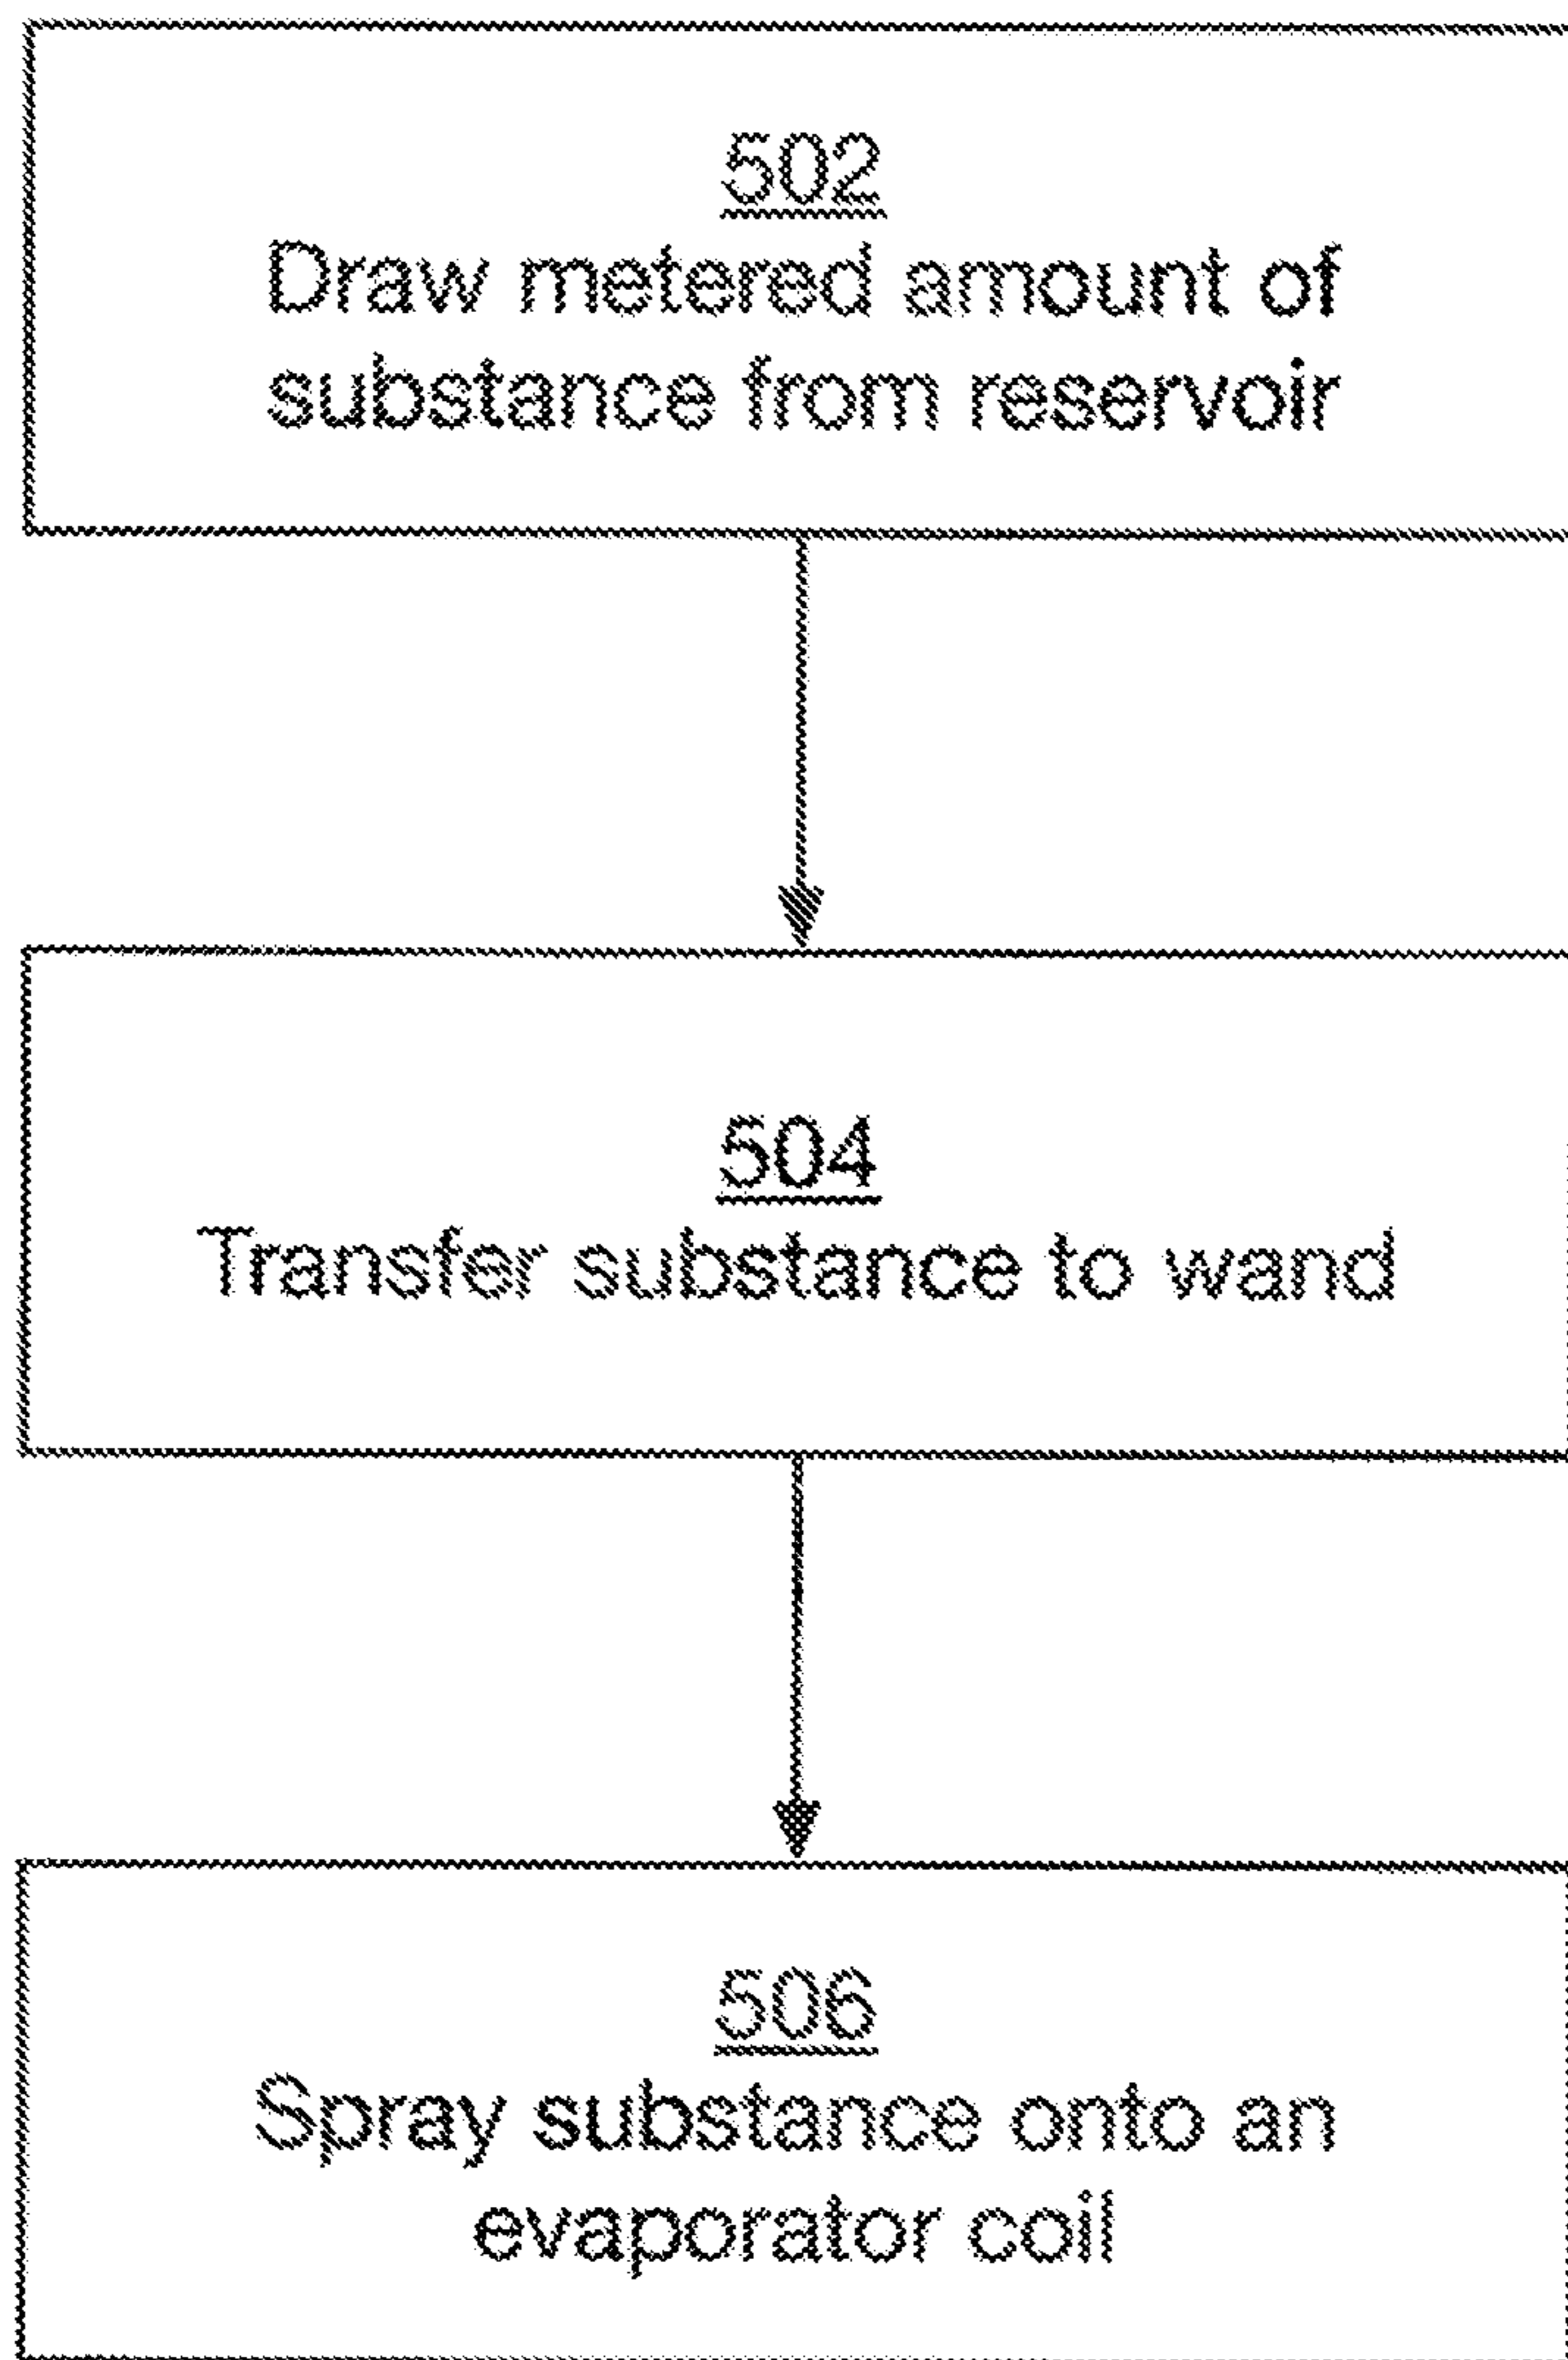 502
Draw metered amount of
substance from reservoir
504
Transfer substance to wand
506
Spray substance onto an
evaporator coil